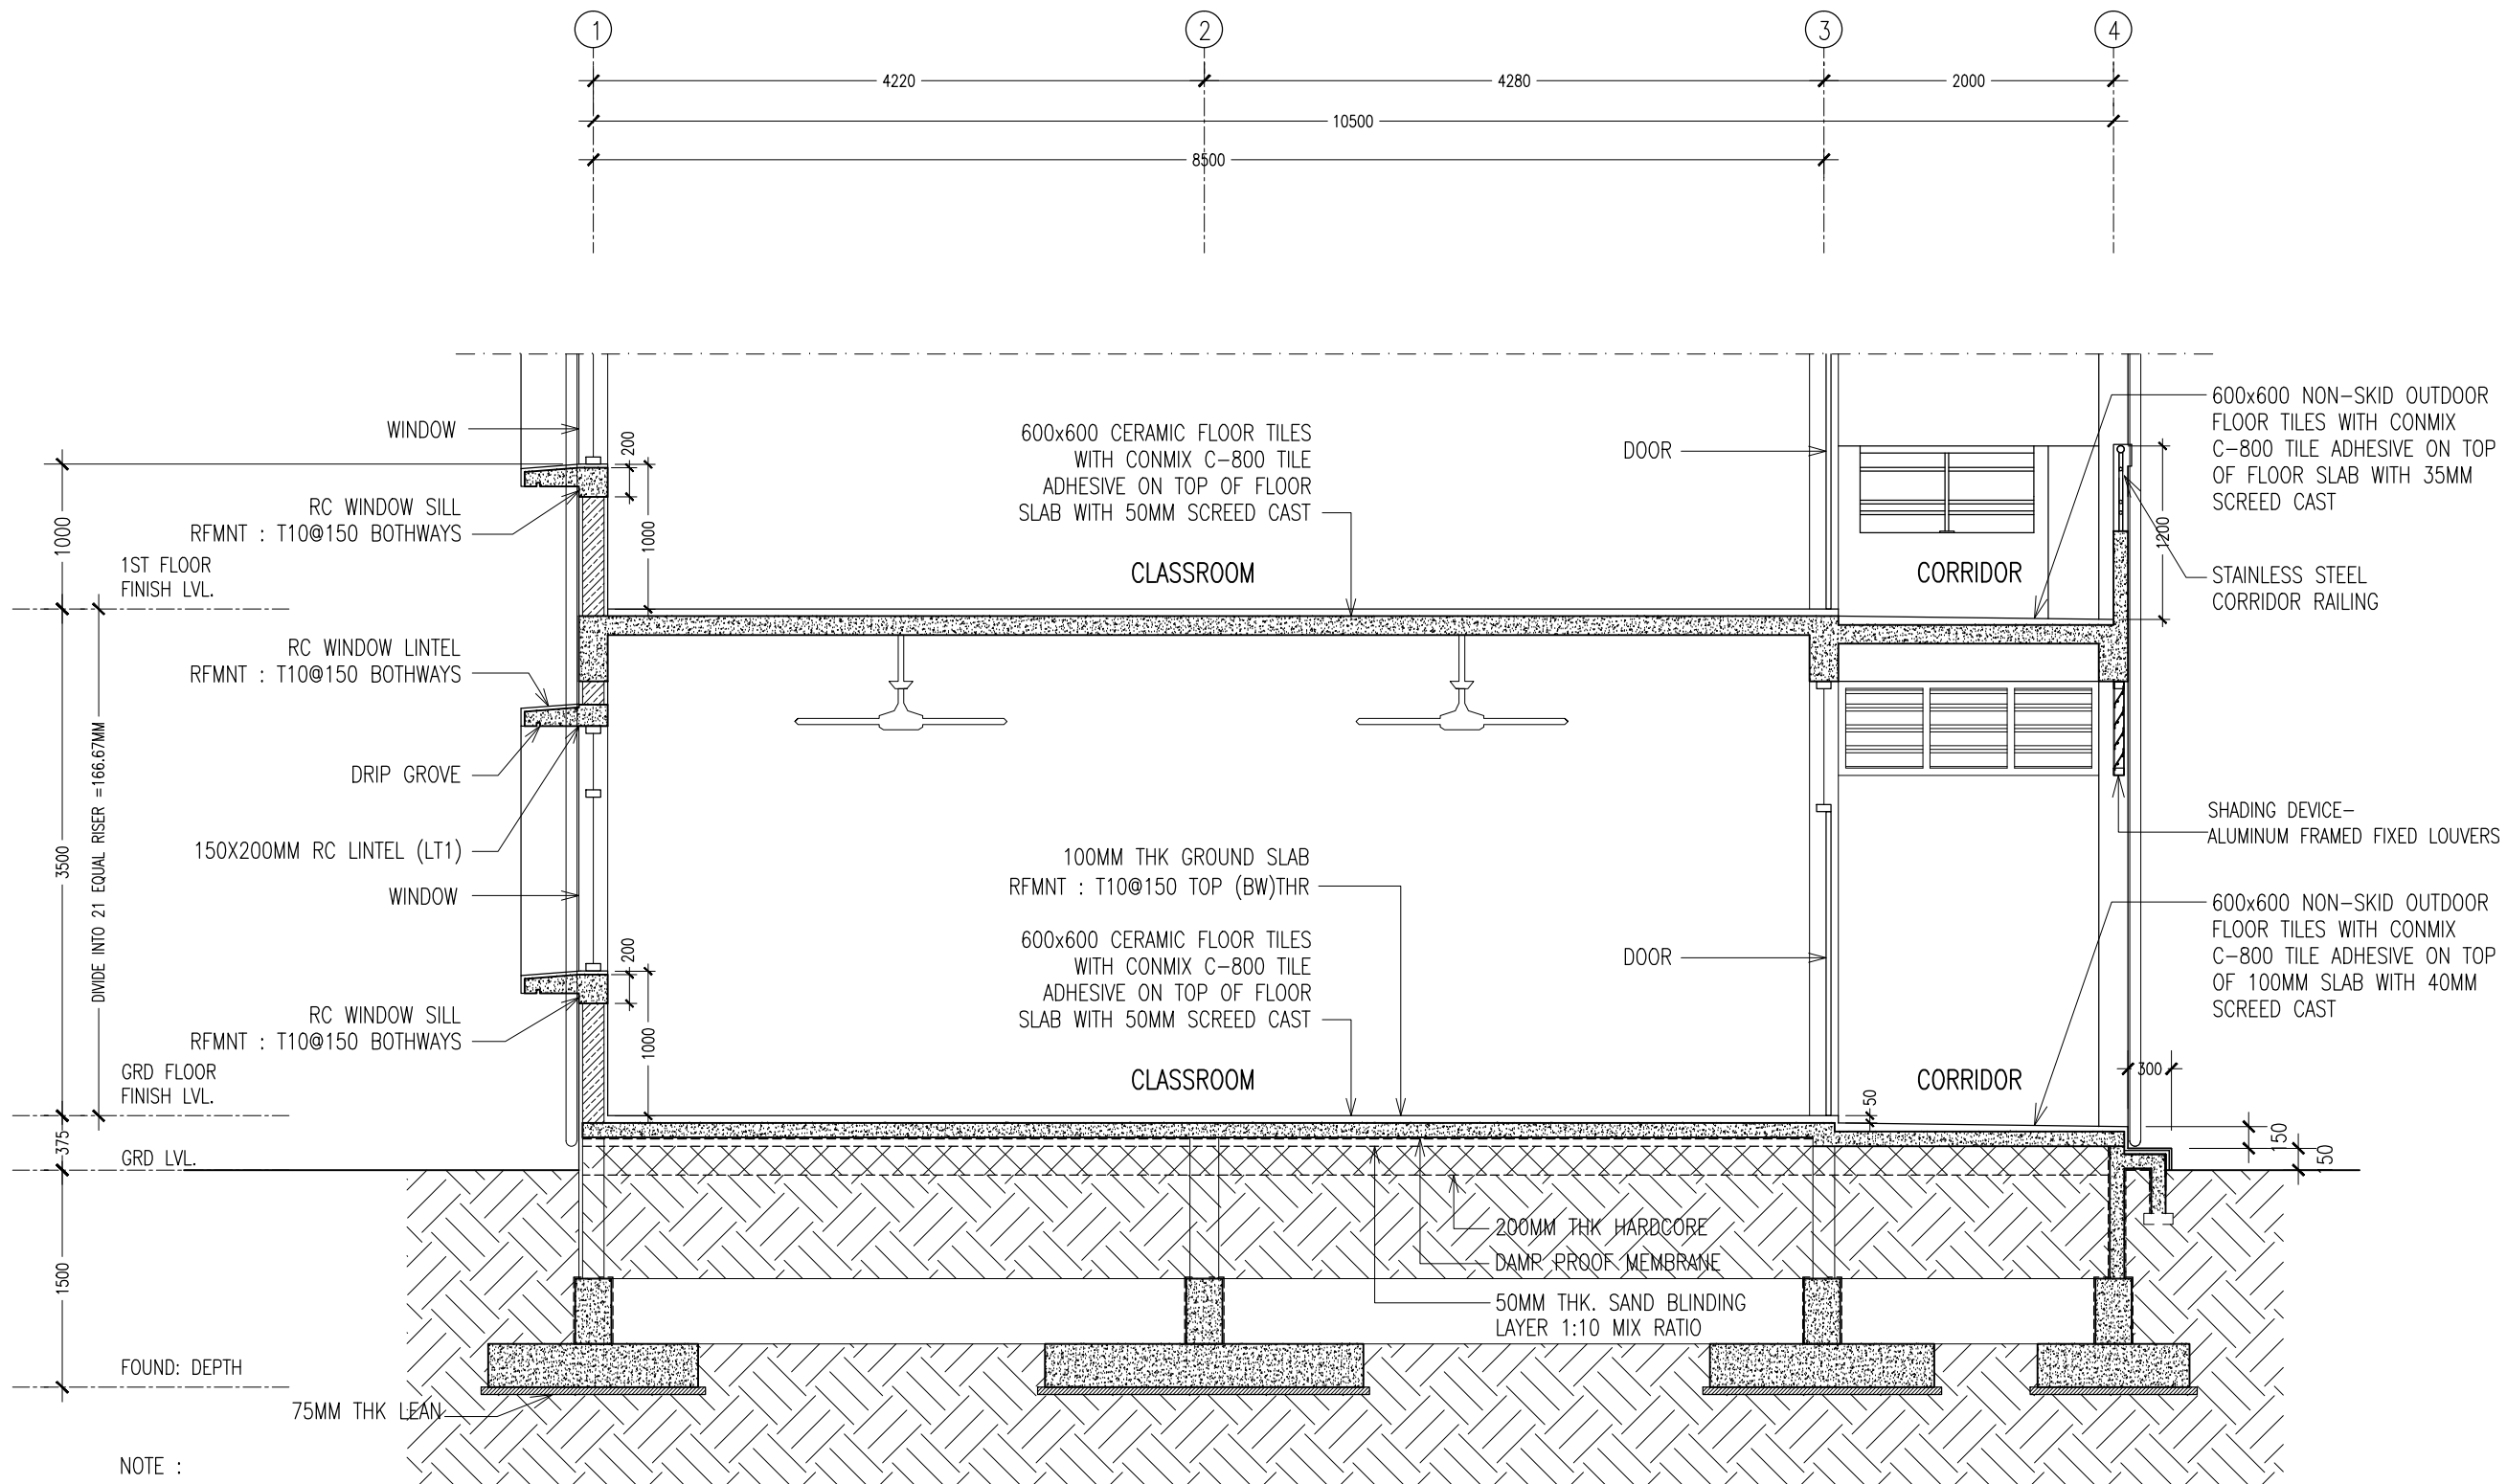 1
2
3
4
4220
4280
2000
10500
8500
600x600 NON-SKID OUTDOOR
FLOOR TILES WITH CONMIX
C-800 TILE ADHESIVE ON TOP
OF FLOOR SLAB WITH 35MM
SCREED CAST
WINDOW
200
600x600 CERAMIC FLOOR TILES
WITH CONMIX C-800 TILE
ADHESIVE ON TOP OF FLOOR
SLAB WITH 50MM SCREED CAST
DOOR
RC WINDOW SILL
RFMNT : T10@150 BOTHWAYS
1000
1000
1200
1ST FLOOR
FINISH LVL.
CLASSROOM
CORRIDOR
STAINLESS STEEL
CORRIDOR RAILING
RC WINDOW LINTEL
RFMNT : T10@150 BOTHWAYS
DRIP GROVE
150X200MM RC LINTEL (LT1)
WINDOW
3500
DIVIDE INTO 21 EQUAL RISER =166.67MM
SHADING DEVICE-
ALUMINUM FRAMED FIXED LOUVERS
100MM THK GROUND SLAB
RFMNT : T10@150 TOP (BW)THR
600x600 CERAMIC FLOOR TILES
WITH CONMIX C-800 TILE
ADHESIVE ON TOP OF FLOOR
SLAB WITH 50MM SCREED CAST
DOOR
600x600 NON-SKID OUTDOOR
FLOOR TILES WITH CONMIX
C-800 TILE ADHESIVE ON TOP
OF 100MM SLAB WITH 40MM
SCREED CAST
200
RC WINDOW SILL
RFMNT : T10@150 BOTHWAYS
1000
GRD FLOOR
FINISH LVL.
CLASSROOM
CORRIDOR
300
50
375
GRD LVL.
150
50
200MM THK HARDCORE
DAMP PROOF MEMBRANE
1500
50MM THK. SAND BLINDING
LAYER 1:10 MIX RATIO
FOUND: DEPTH
75MM THK LEAN
NOTE :